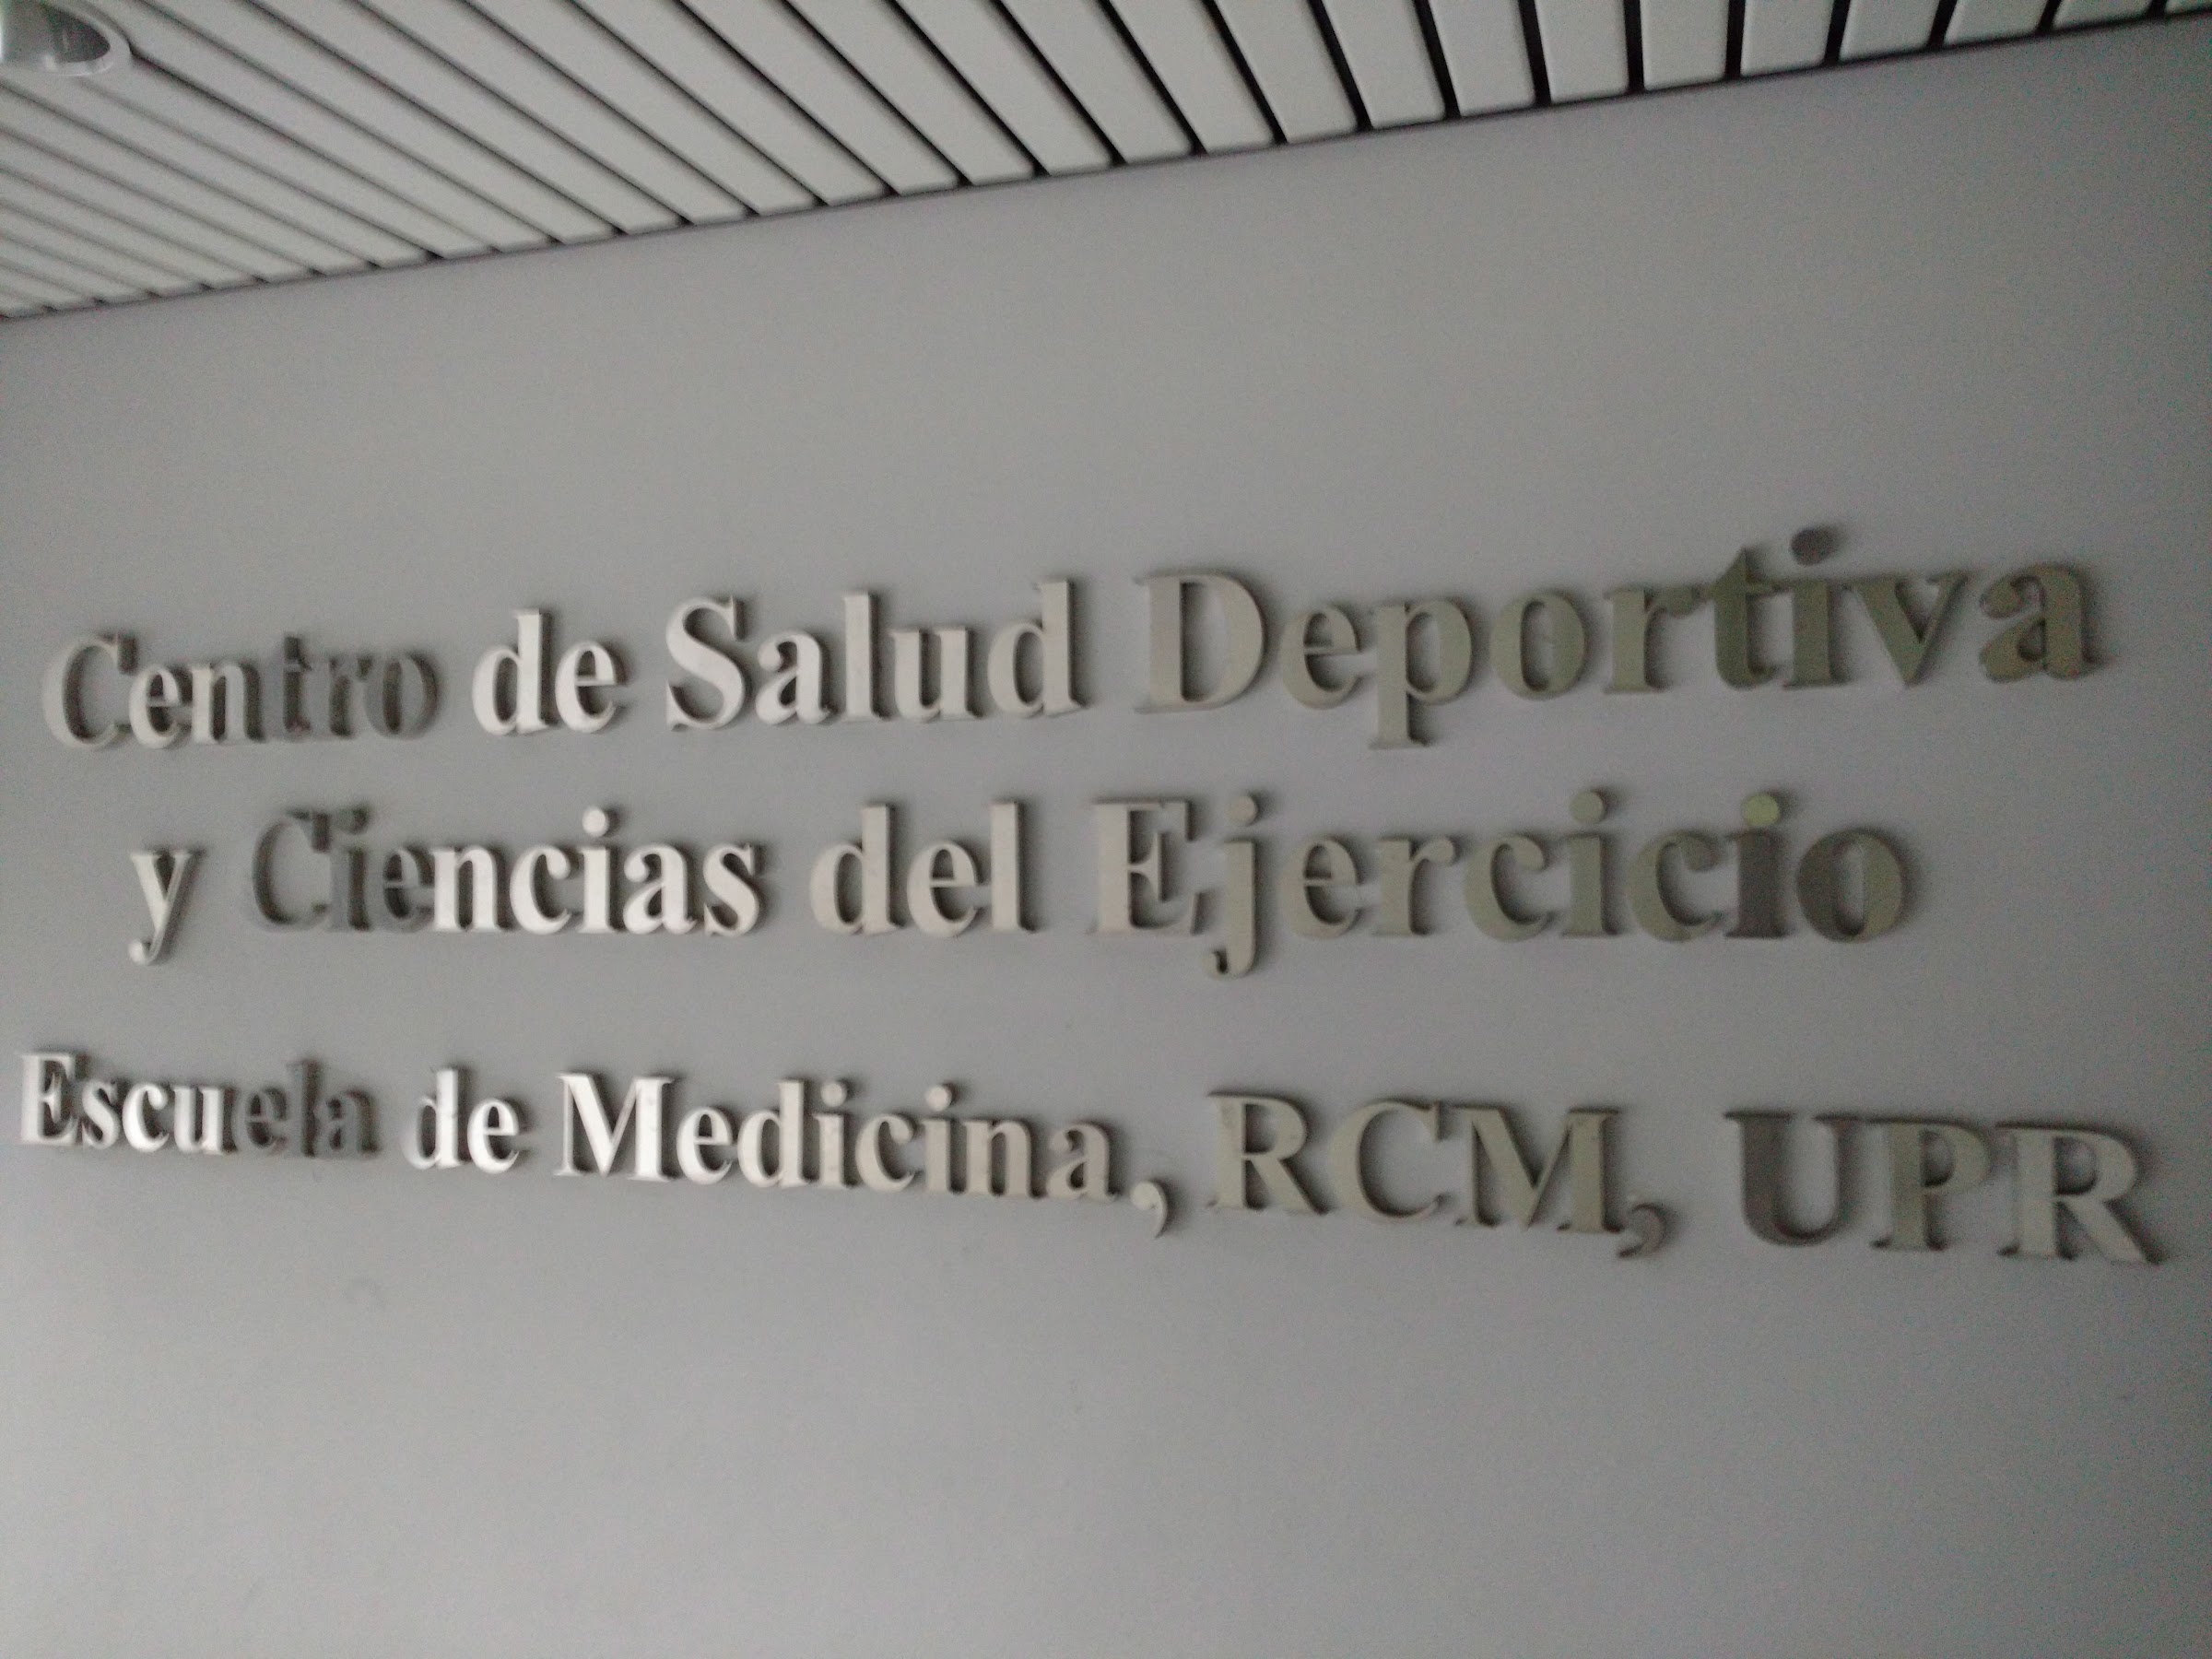 Centro de Salud Deportiva
y Ciencias del Ejercicio
Escuela de Medicina, RCM, UPR